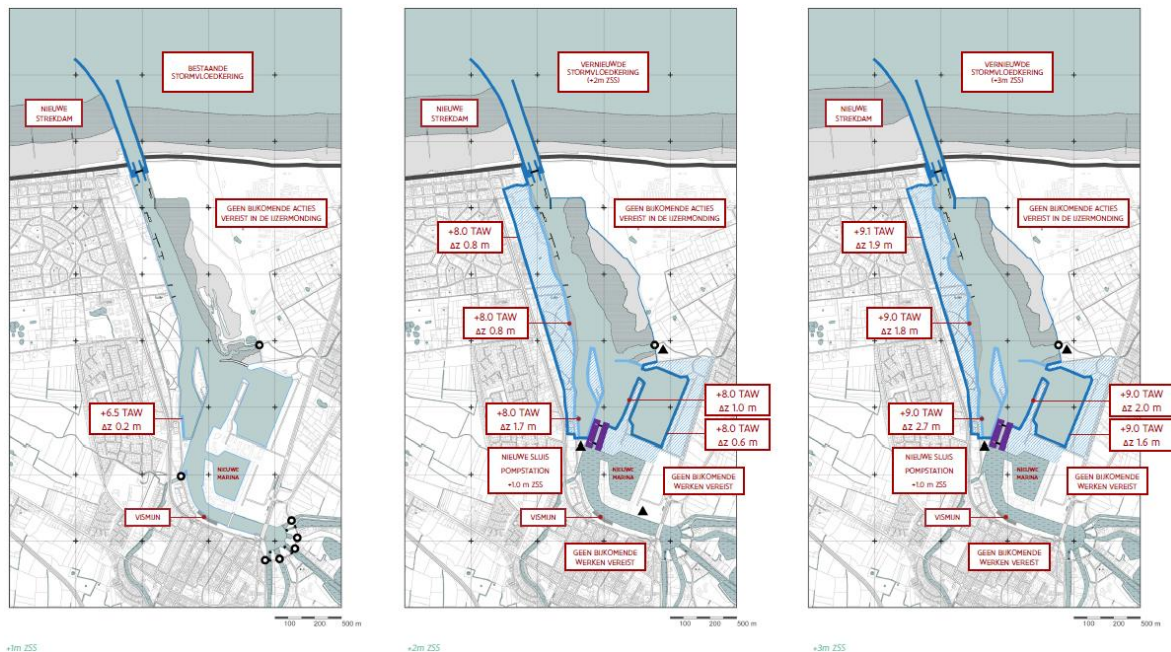 BESTAANDE
STORMVLOEDKERING
NIEUWE
STREKDAM
GEEN BIJKOMENDE ACTIES
VEREIST IN DE IJZERMONDING
+6.5 TAW
Δz 0.2 m
NIEUWE
MARINA
VISMIJN
100 200 500 m
+1m ZSS
VERNIEUWDE
STORMVLOEDKERING
(+2m ZSS)
NIEUWE
STREKDAM
GEEN BIJKOMENDE ACTIES
VEREIST IN DE IJZERMONDING
+8.0 TAW
Δz 0.8 m
+8.0 TAW
Δz 0.8 m
+8.0 TAW
Δz 1.0 m
+8.0 TAW
Δz 1.7 m
+8.0 TAW
Δz 0.6 m
NIEUWE SLUIS
POMPSTATION
+1.0 m ZSS
NIEUWE
MARINA
GEEN BIJKOMENDE
WERKEN VEREIST
VISMIJN
GEEN BIJKOMENDE
WERKEN VEREIST
100 200 500 m
+2m ZSS
VERNIEUWDE
STORMVLOEDKERING
(+3m ZSS)
NIEUWE
STREKDAM
GEEN BIJKOMENDE ACTIES
VEREIST IN DE IJZERMONDING
+9.1 TAW
Δz 1.9 m
+9.0 TAW
Δz 1.8 m
+9.0 TAW
Δz 2.0 m
+9.0 TAW
Δz 2.7 m
+9.0 TAW
Δz 1.6 m
NIEUWE SLUIS
POMPSTATION
+1.0 m ZSS
NIEUWE
MARINA
GEEN BIJKOMENDE
WERKEN VEREIST
VISMIJN
GEEN BIJKOMENDE
WERKEN VEREIST
100 200 500 m
+3m ZSS